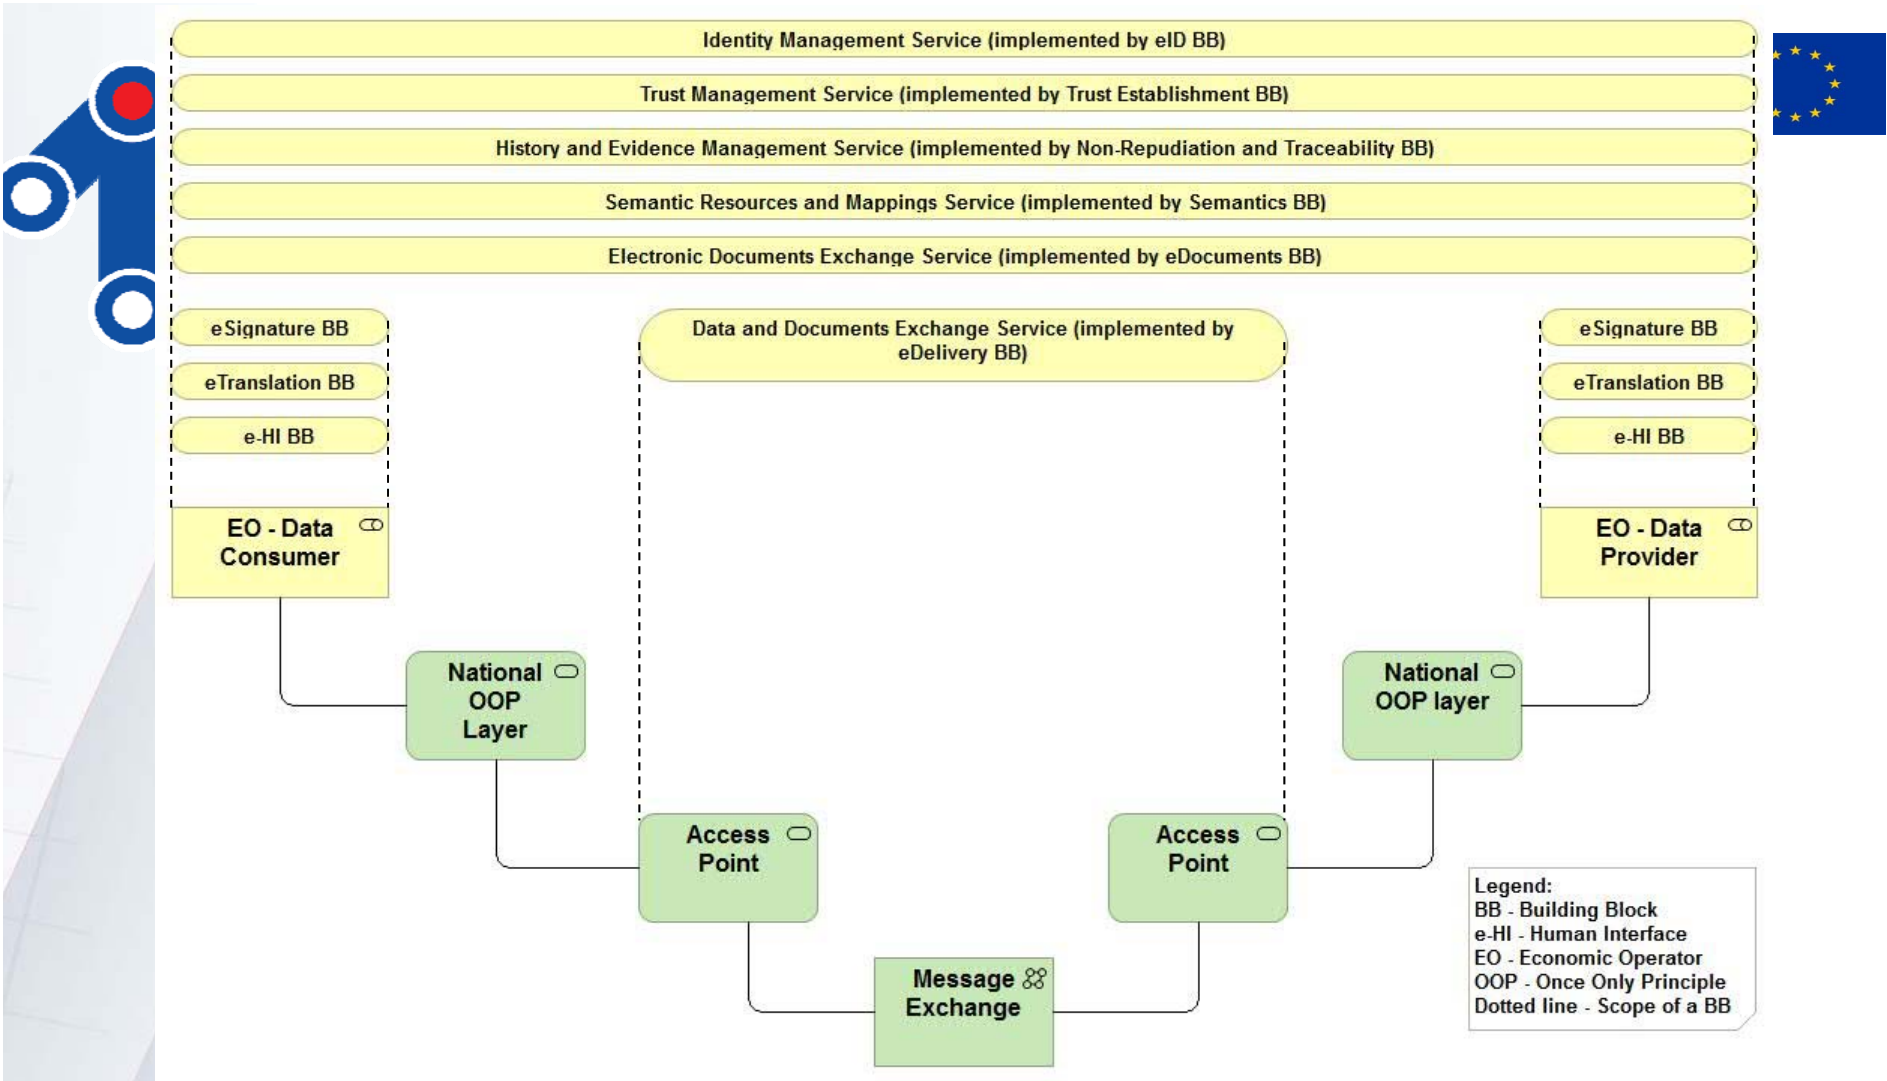 Identity Management Service (implemented by eID BB)
Trust Management Service (implemented by Trust Establishment BB)
History and Evidence Management Service (implemented by Non-Repudiation and Traceability BB)
Semantic Resources and Mappings Service (implemented by Semantics BB)
Electronic Documents Exchange Service (implemented by eDocuments BB)
eSignature BB
eTranslation BB
e-HI BB
Data and Documents Exchange Service (implemented by
eDelivery BB)
eSignature BB
eTranslation BB
e-HI BB
EO - Data
Consumer
EO - Data
Provider
National
OOP
Layer
National
OOP layer
Access
Point
Access
Point
Message
Exchange
Legend:
BB - Building Block
e-HI - Human Interface
EO - Economic Operator
OOP - Once Only Principle
Dotted line - Scope of a BB